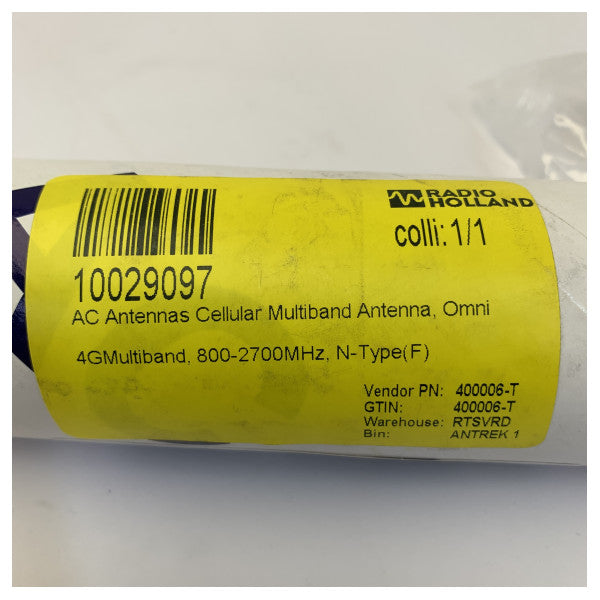 RADIO
HOLLAND
colli: 1/1
10029097
AC Antennas Cellular Multiband Antenna, Omni
4GMultiband, 800-2700MHz, N-Type(F)
Vendor PN: 400006-T
GTIN: 400006-T
Warehouse: RTSVRD
Bin: ANTREK 1